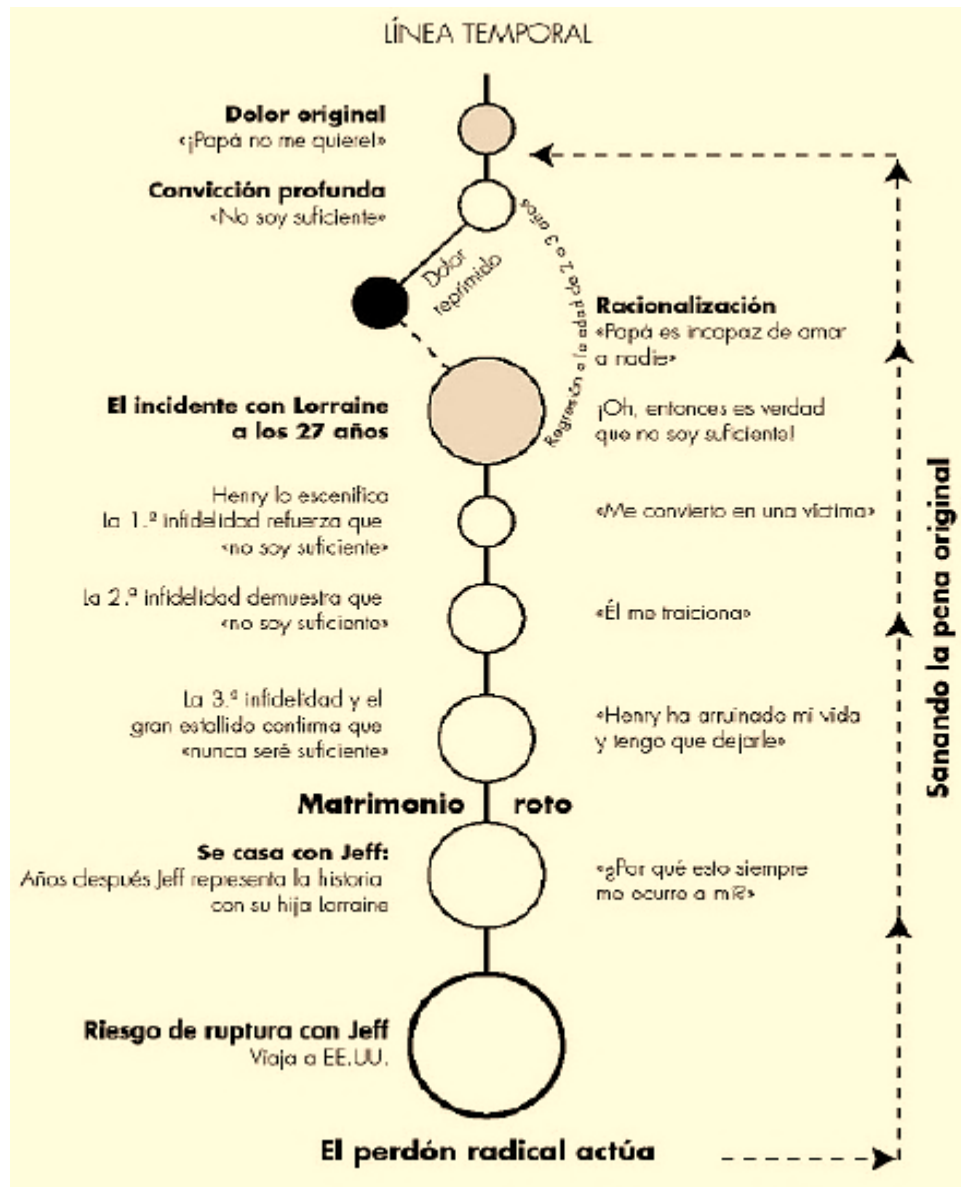 LÍNEA TEMPORAL
Dolor original
«¡Papá no me quiere!»
Convicción profunda
«No soy suficiente»
Dolor
reprimido
Regresión a la edad de 2 o 3 años
Racionalización
«Papá es incapaz de amar
a nadie»
El incidente con Lorraine
a los 27 años
¡Oh, entonces es verdad
que no soy suficiente!
Henry lo escenifica
La 1.ª infidelidad refuerza que
«no soy suficiente»
«Me convierto en una víctima»
La 2.ª infidelidad demuestra que
«no soy suficiente»
«Él me traiciona»
La 3.ª infidelidad y el
gran estallido confirma que
«nunca seré suficiente»
«Henry ha arruinado mi vida
y tengo que dejarle»
Matrimonio roto
Se casa con Jeff:
Años después Jeff representa la historia
con su hija Lorraine
«¿Por qué esto siempre
me ocurre a mí?»
Riesgo de ruptura con Jeff
Viaja a EE.UU.
El perdón radical actúa
Sanando la pena original